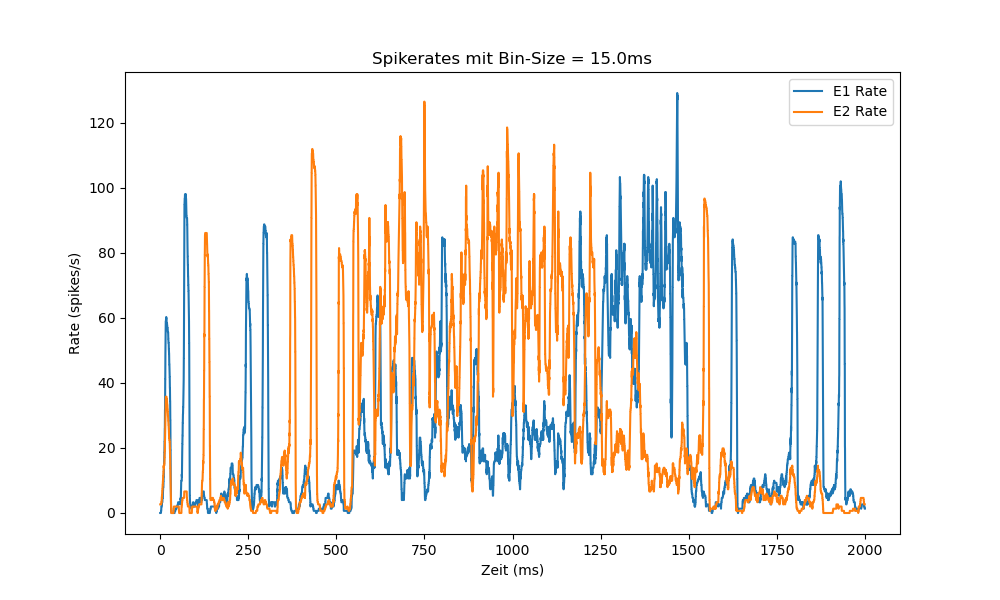 Spikerates mit Bin-Size = 15.0ms
E1 Rate
E2 Rate
Rate (spikes/s)
120
100
80
60
40
20
0
0 250 500 750 1000 1250 1500 1750 2000
Zeit (ms)